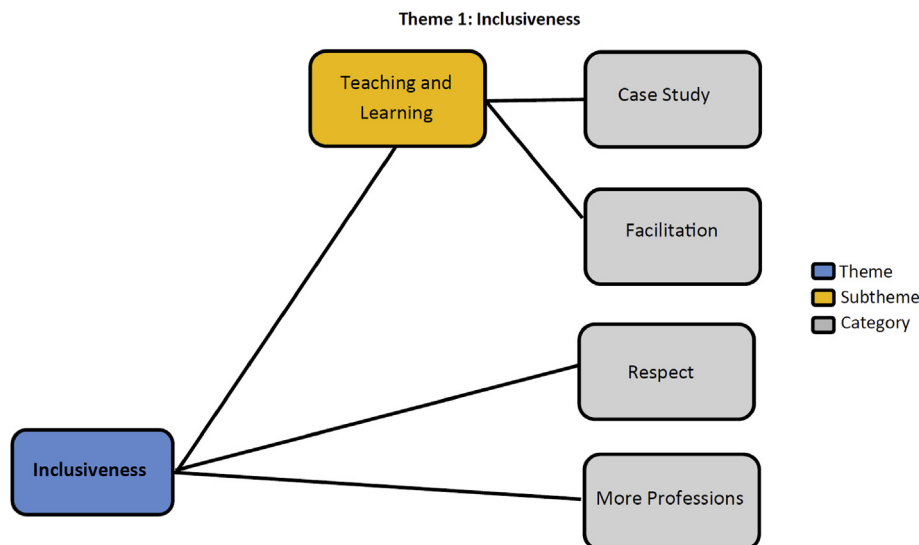 Theme 1: Inclusiveness
Teaching and
Learning
Case Study
Facilitation
Theme
Subtheme
Category
Respect
Inclusiveness
More Professions